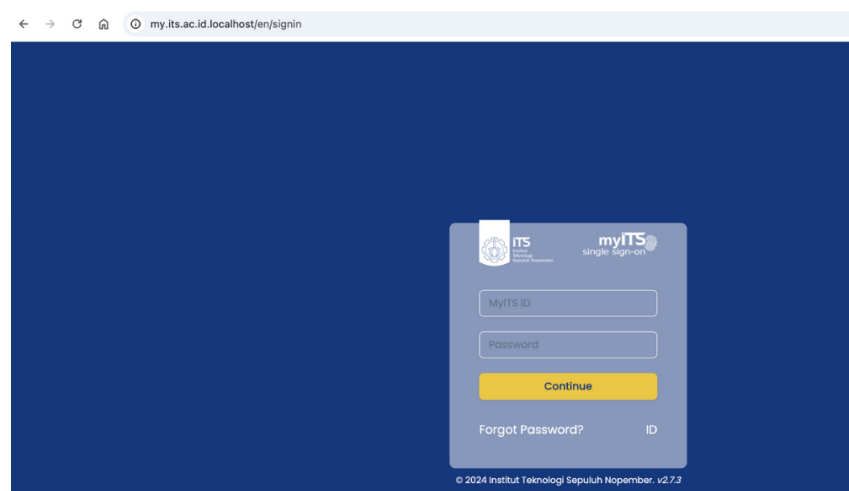 my.its.ac.id.localhost/en/signin
iTS
Institut
Teknologi
Sepuluh Nopember
myITS
single sign-on
MyITS ID
Password
Continue
Forgot Password? ID
© 2024 Institut Teknologi Sepuluh Nopember. v2.7.3